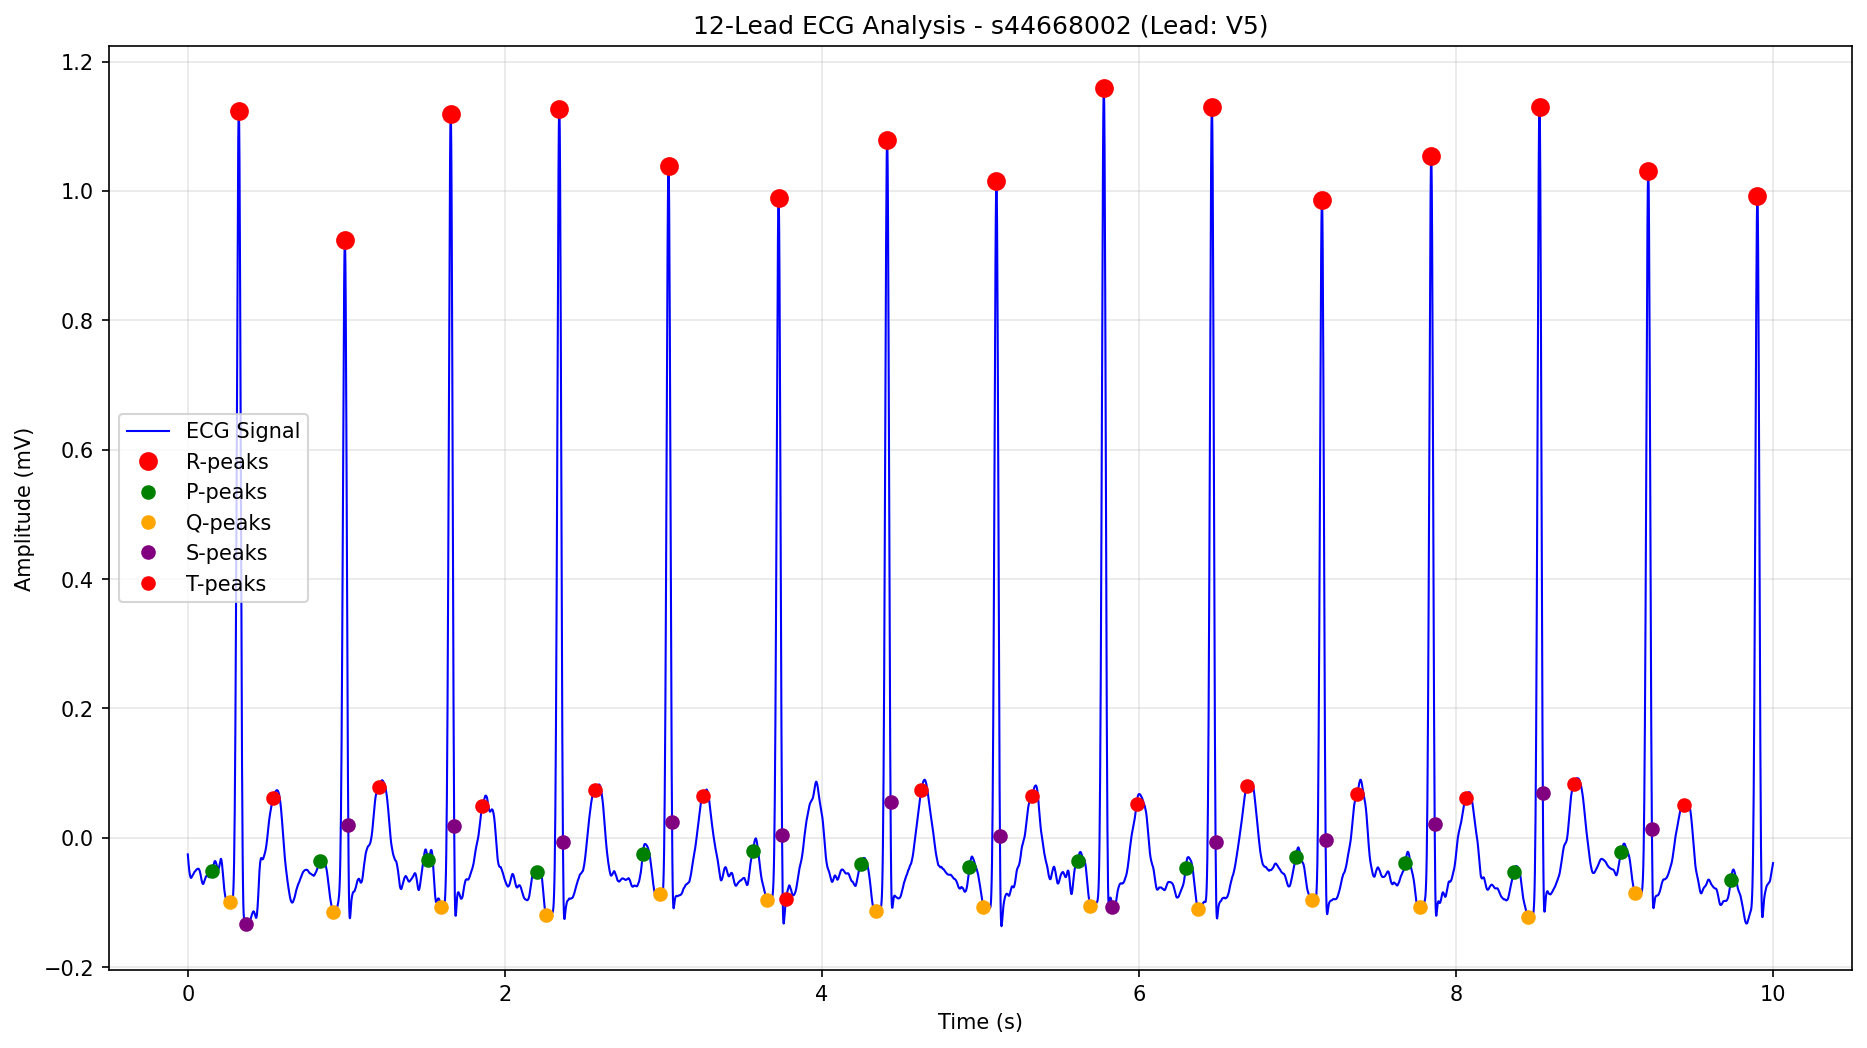 12-Lead ECG Analysis - s44668002 (Lead: V5)
1.2
1.0
0.8
0.6
0.4
0.2
0.0
−0.2
Amplitude (mV)
ECG Signal
R-peaks
P-peaks
Q-peaks
S-peaks
T-peaks
0 2 4 6 8 10
Time (s)